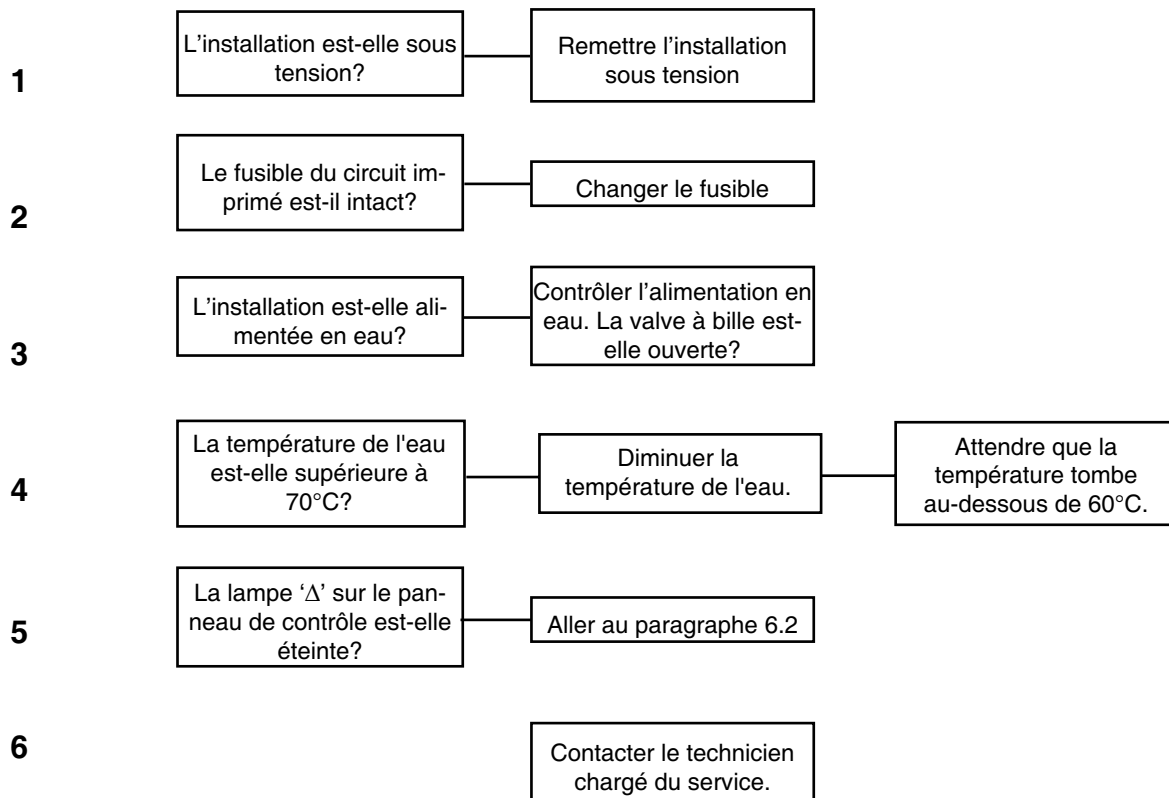 1
L'installation est-elle sous
tension?
Remettre l'installation
sous tension
2
Le fusible du circuit im-
primé est-il intact?
Changer le fusible
3
L'installation est-elle ali-
mentée en eau?
Contrôler l'alimentation en
eau. La valve à bille est-
elle ouverte?
4
La température de l'eau
est-elle supérieure à
70°C?
Diminuer la
température de l'eau.
Attendre que la
température tombe
au-dessous de 60°C.
5
La lampe ‘Δ’ sur le pan-
neau de contrôle est-elle
éteinte?
Aller au paragraphe 6.2
6
Contacter le technicien
chargé du service.